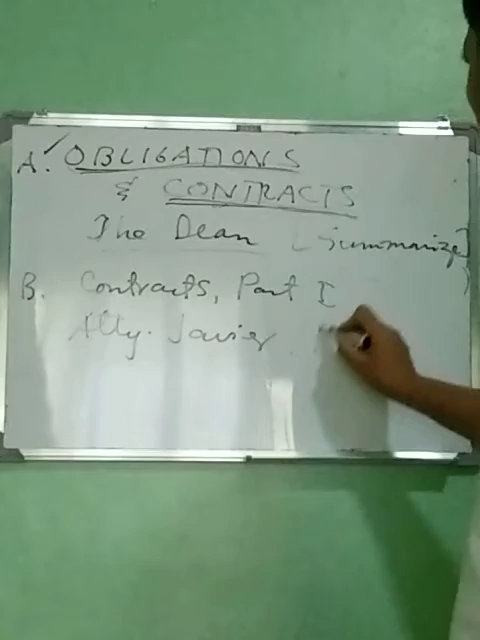 A. OBLIGATIONS
& CONTRACTS
The Dean [Summarize]
B. Contracts, Part I
Atty. Javier